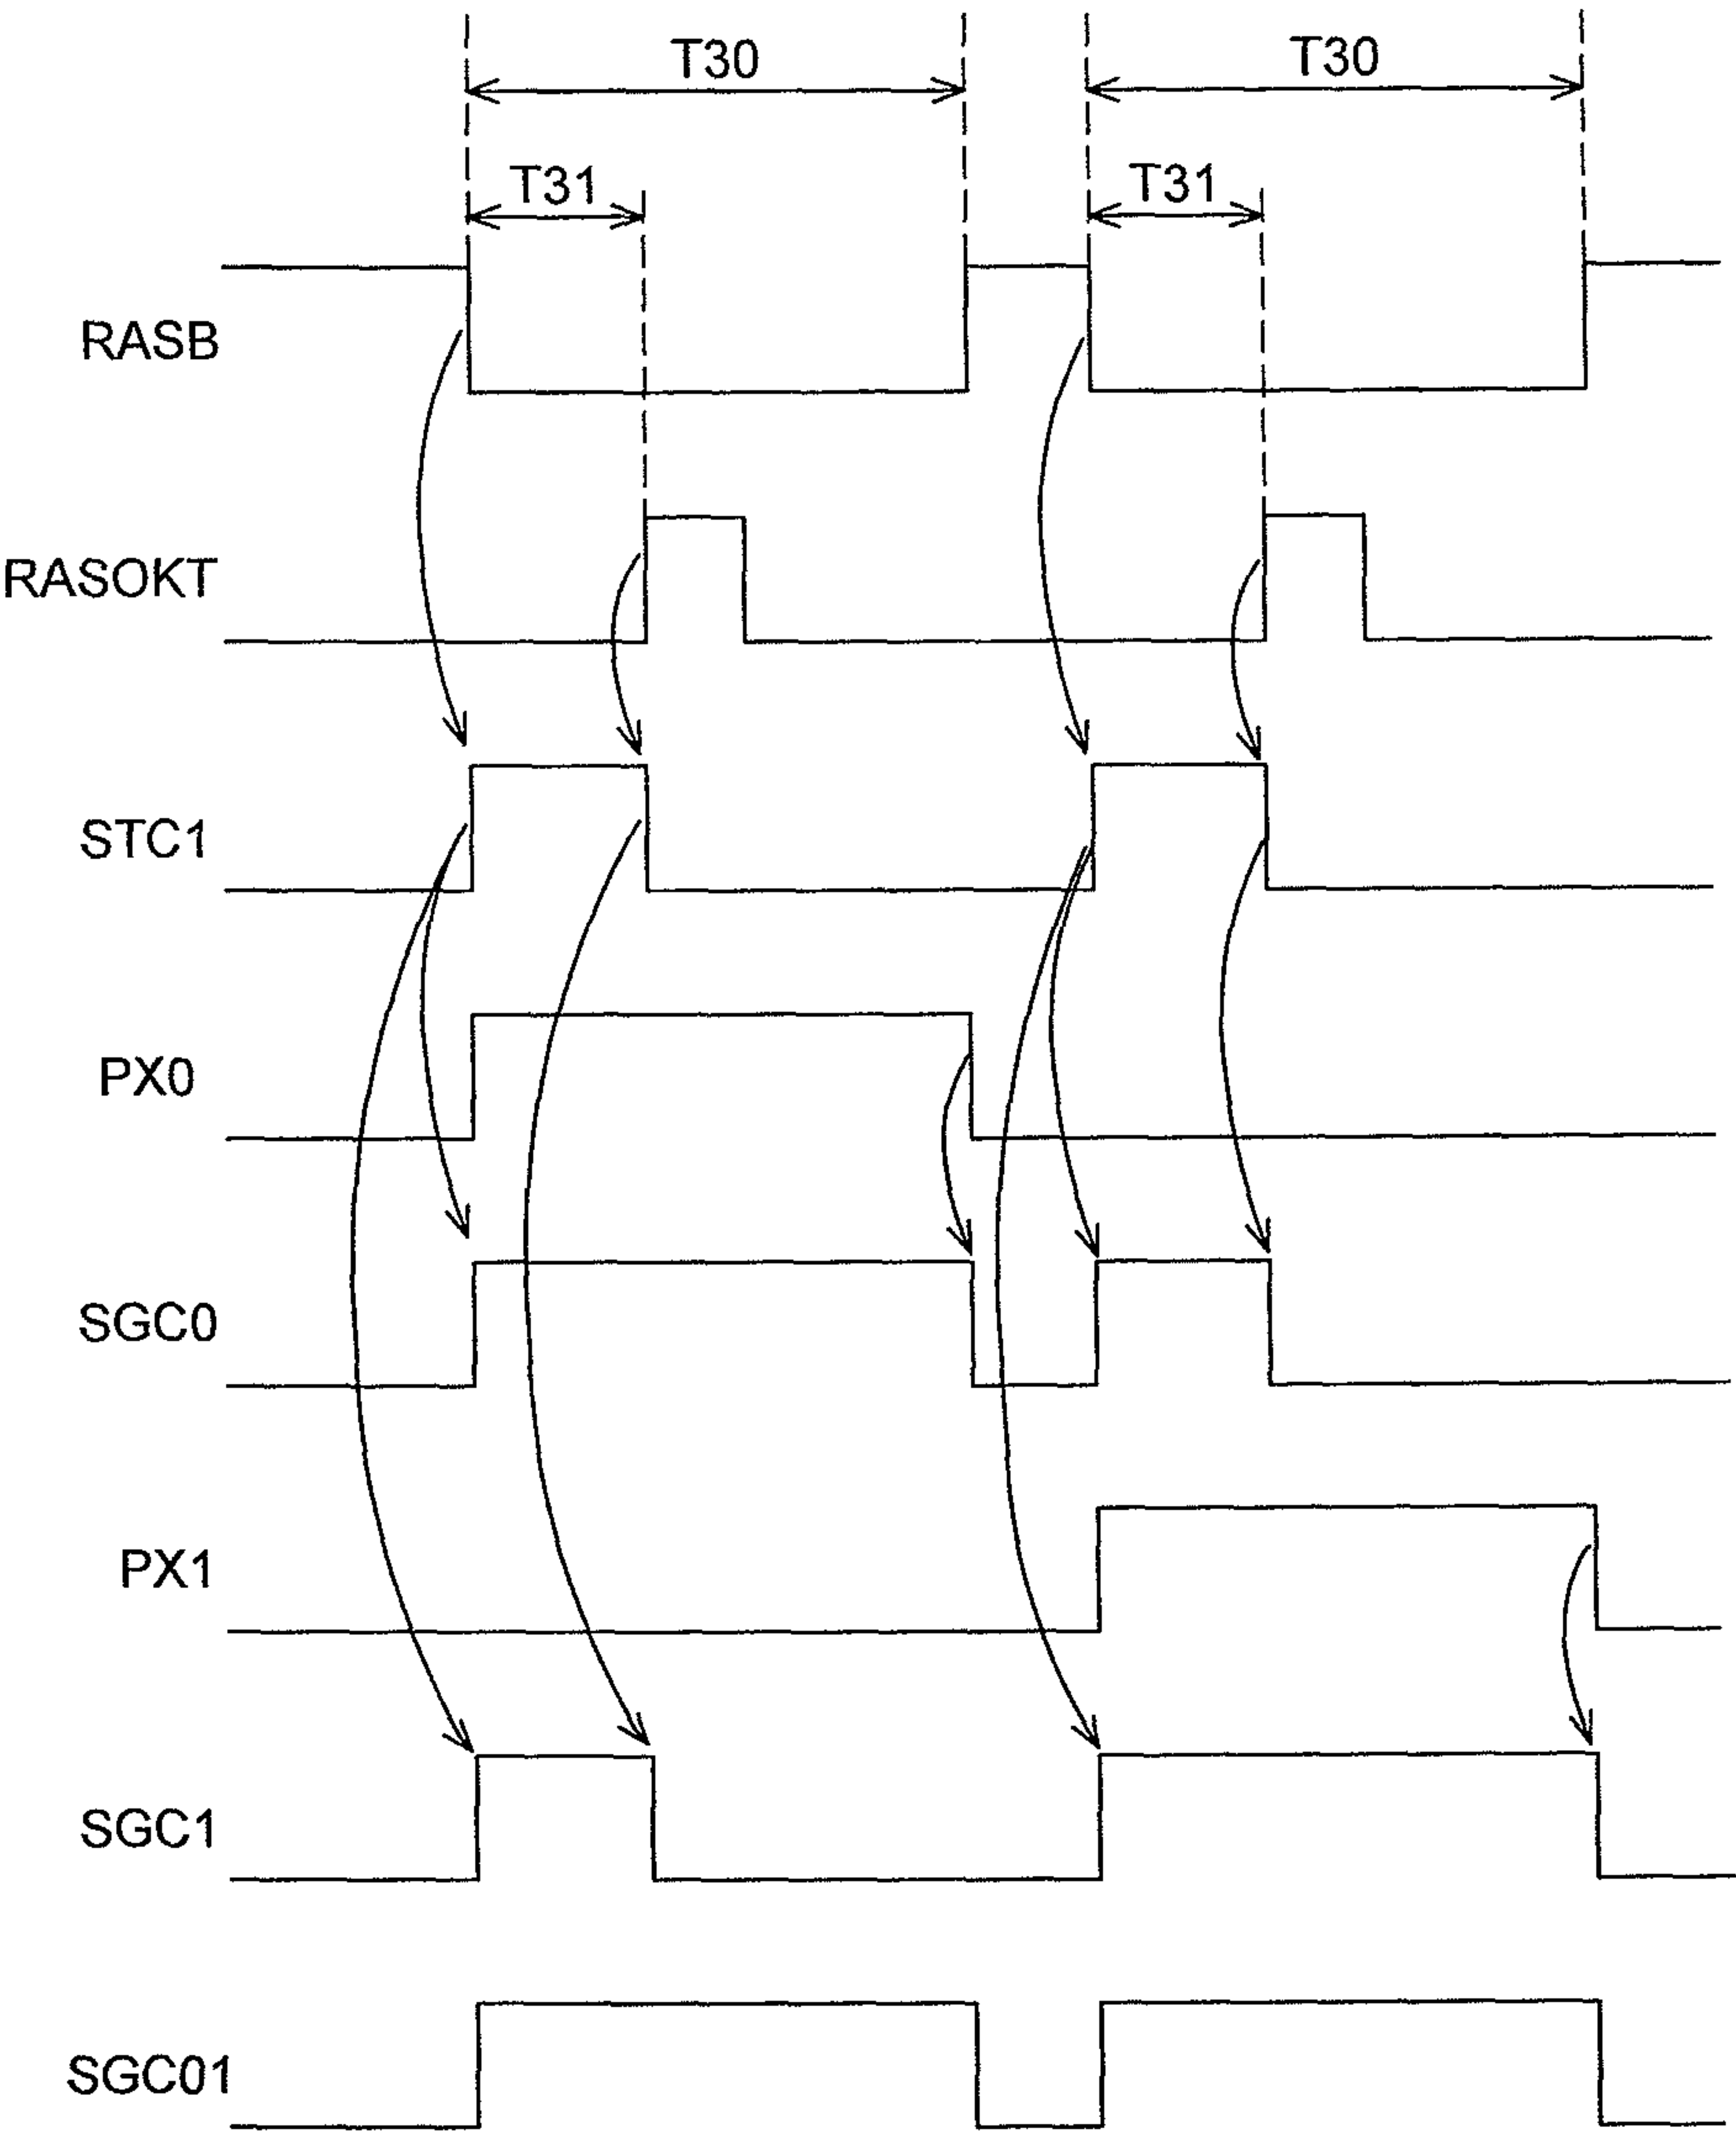 T30
T30
T31
T31
RASB
RASOKT
STC1
PX0
SGC0
PX1
SGC1
SGC01